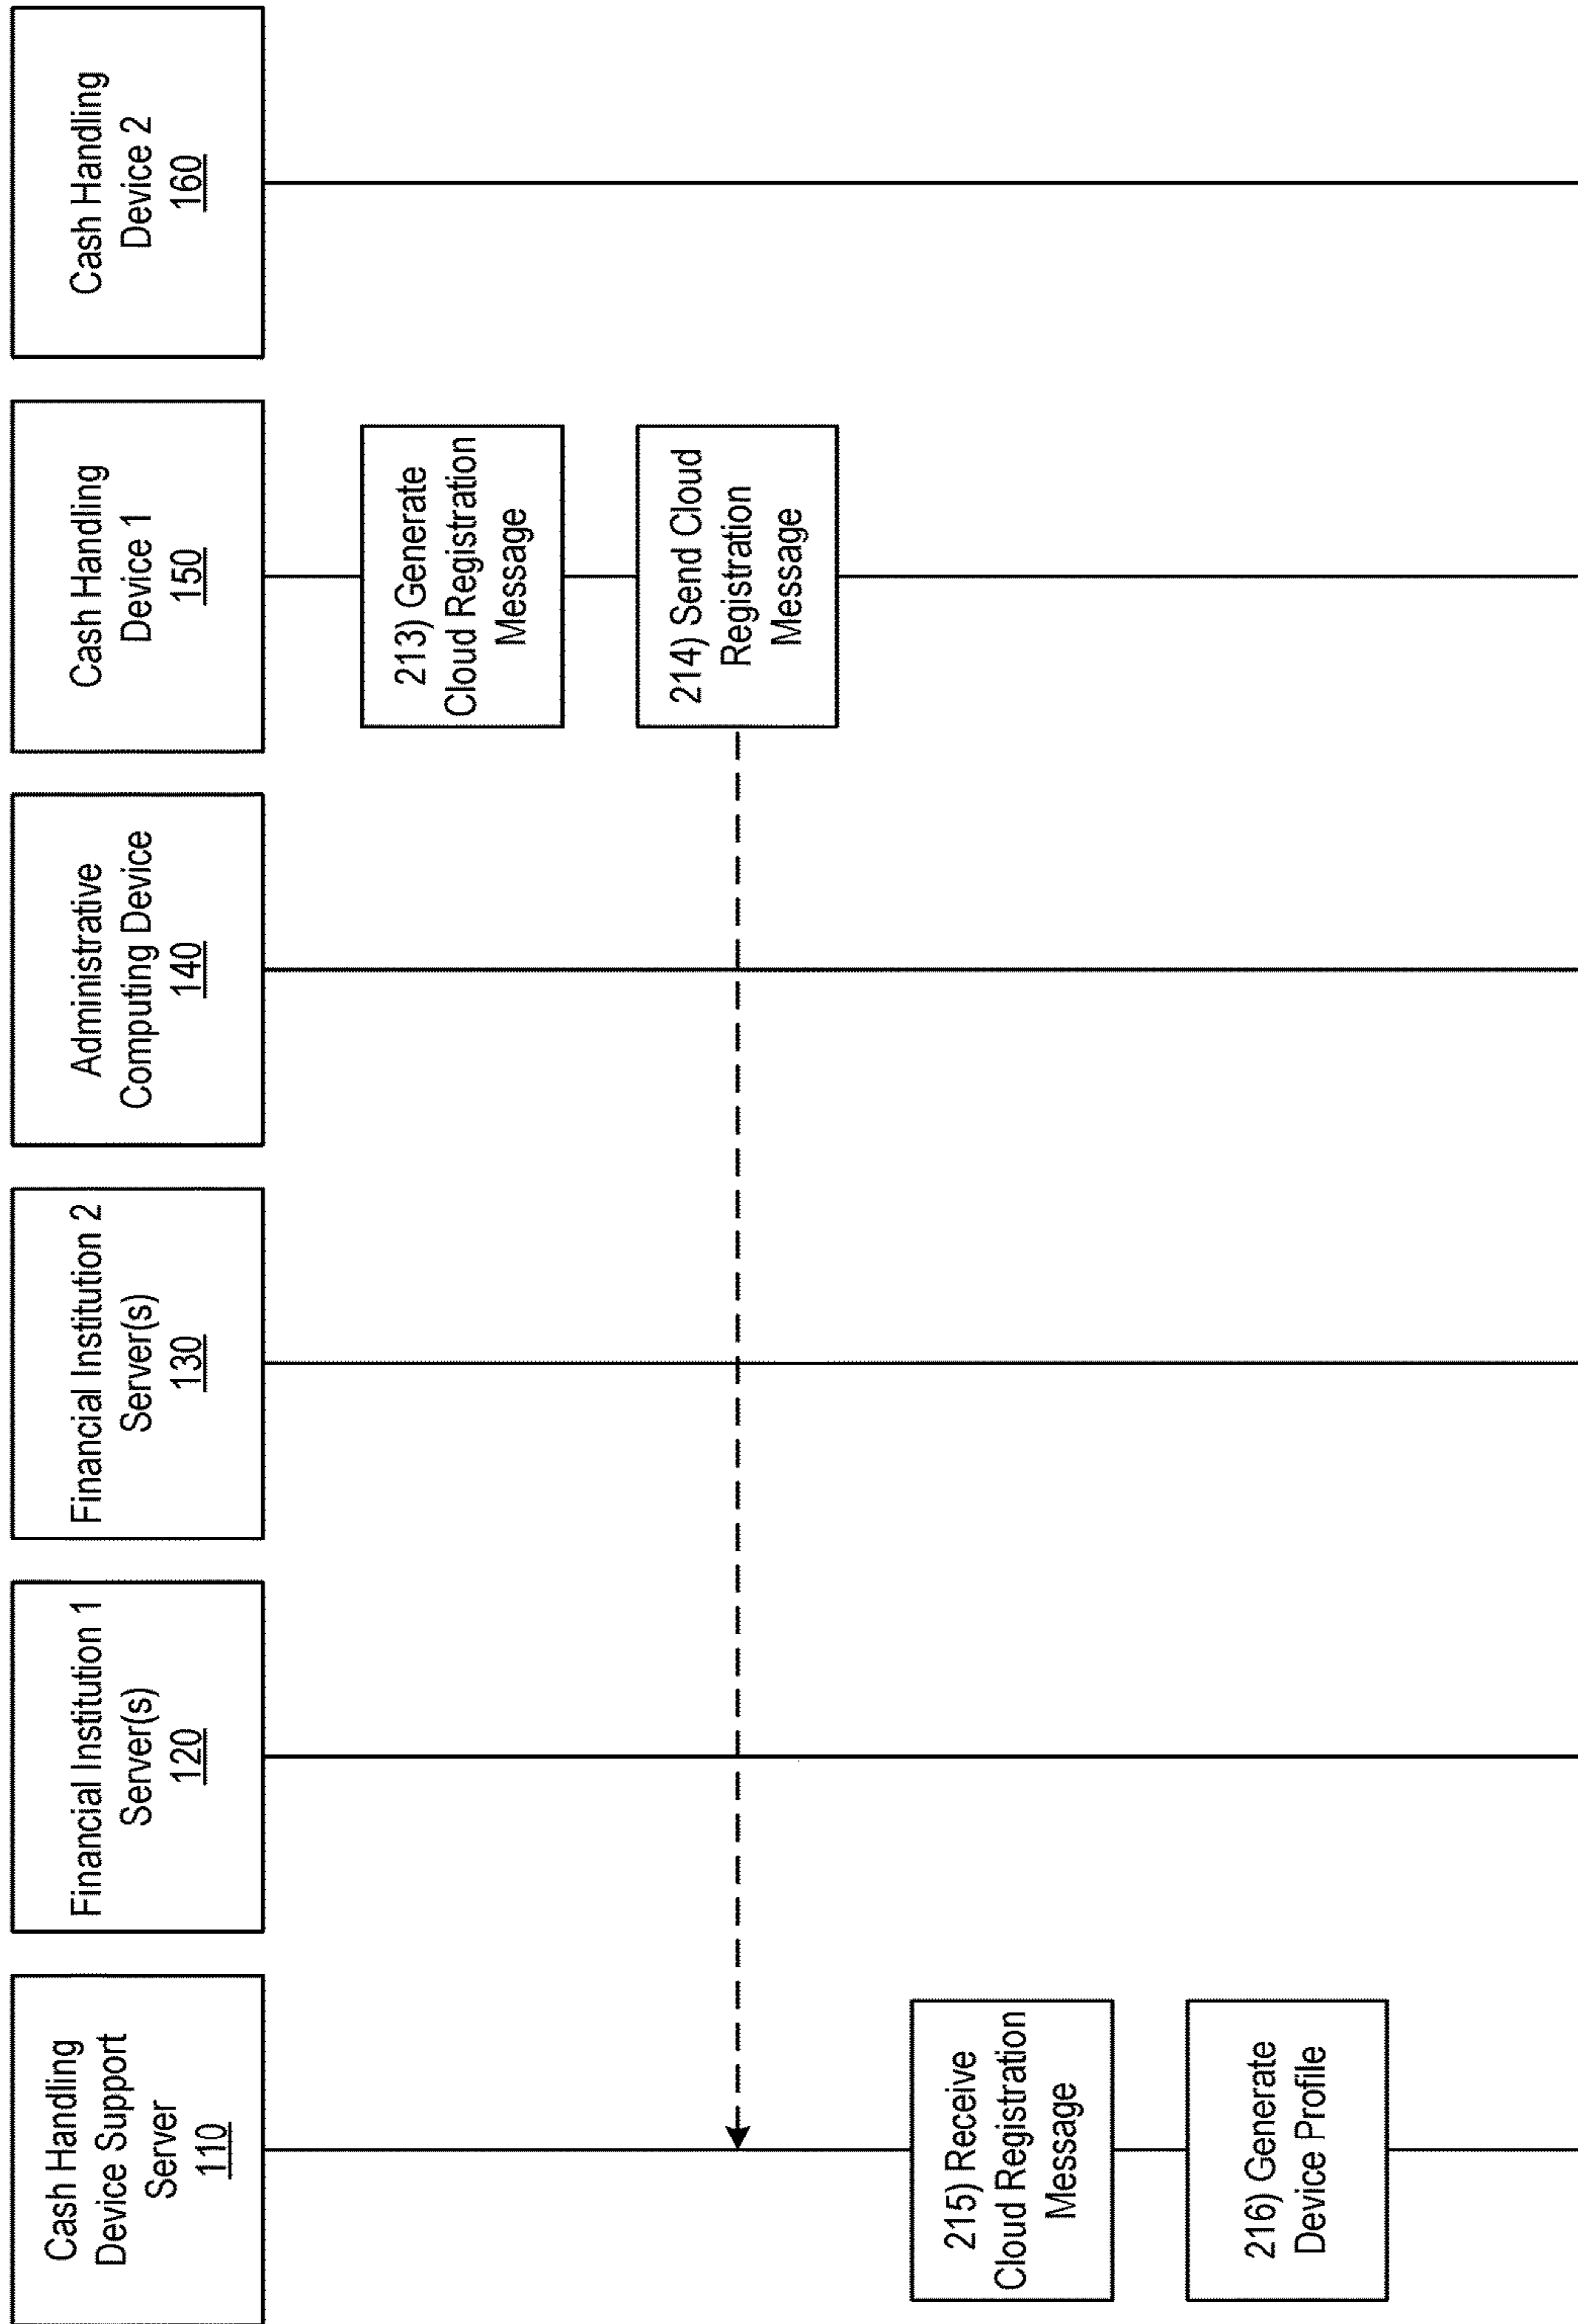 Cash Handling
Device Support
Server
110
Financial Institution 1
Server(s)
120
Financial Institution 2
Server(s)
130
Administrative
Computing Device
140
Cash Handling
Device 1
150
Cash Handling
Device 2
160
213) Generate
Cloud Registration
Message
214) Send Cloud
Registration
Message
215) Receive
Cloud Registration
Message
216) Generate
Device Profile